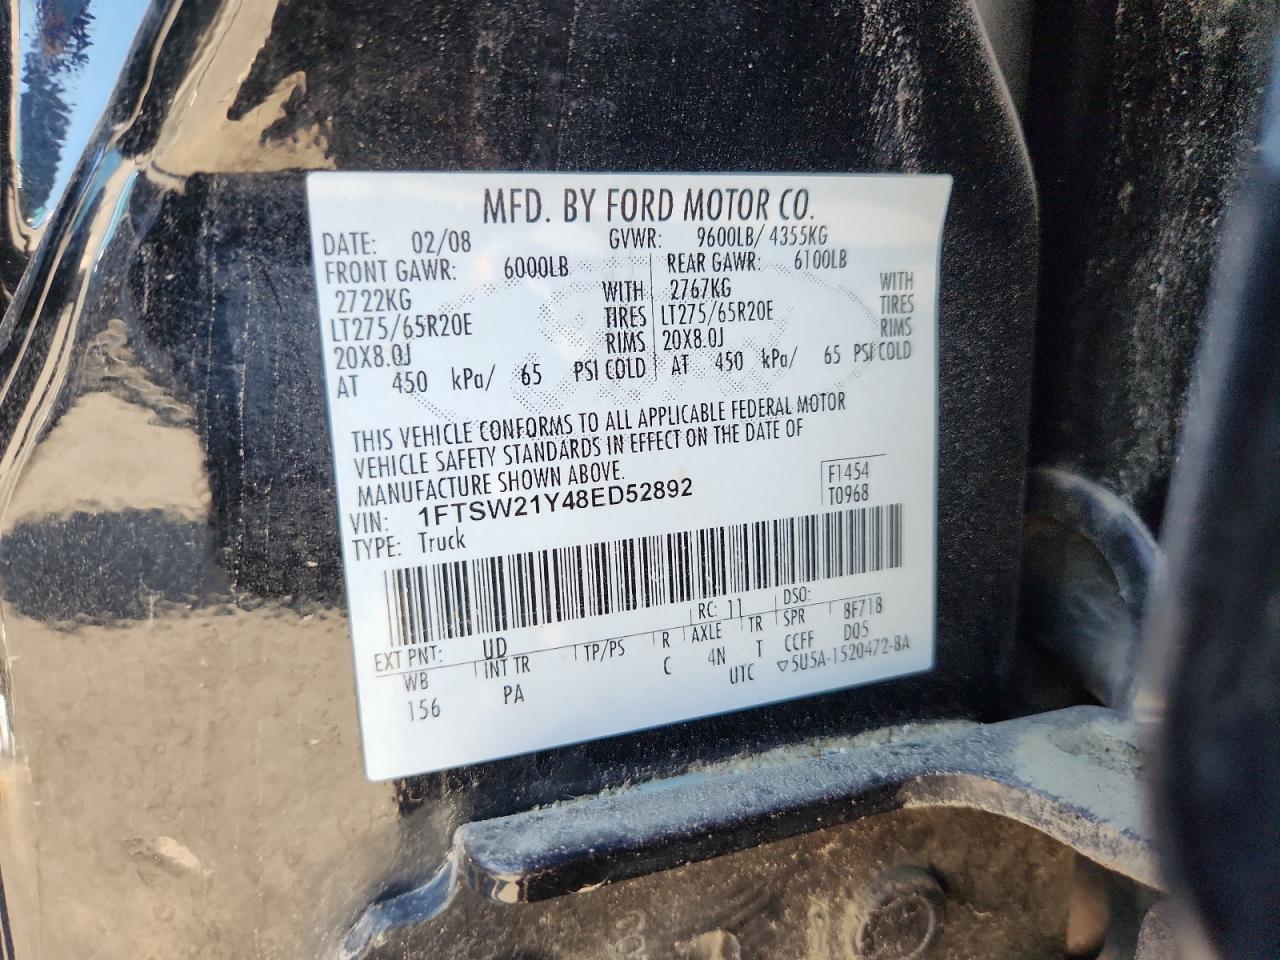 MFD. BY FORD MOTOR CO.
DATE: 02/08 GVWR: 9600LB/ 4355KG
FRONT GAWR: 6000LB REAR GAWR: 6100LB
2722KG WITH 2767KG WITH
LT275/65R20E TIRES LT275/65R20E TIRES
20X8.0J RIMS 20X8.0J RIMS
AT 450 kPa/ 65 PSI COLD AT 450 kPa/ 65 PSI COLD
THIS VEHICLE CONFORMS TO ALL APPLICABLE FEDERAL MOTOR
VEHICLE SAFETY STANDARDS IN EFFECT ON THE DATE OF
MANUFACTURE SHOWN ABOVE.
VIN: 1FTSW21Y48ED52892 F1454
TYPE: Truck T0968
EXT PNT: UD RC: 11 DSO:
WB INT TR TP/PS R AXLE TR SPR 8F718
156 PA C 4N T CCFF D05
UTC ▽5U5A-1520472-BA